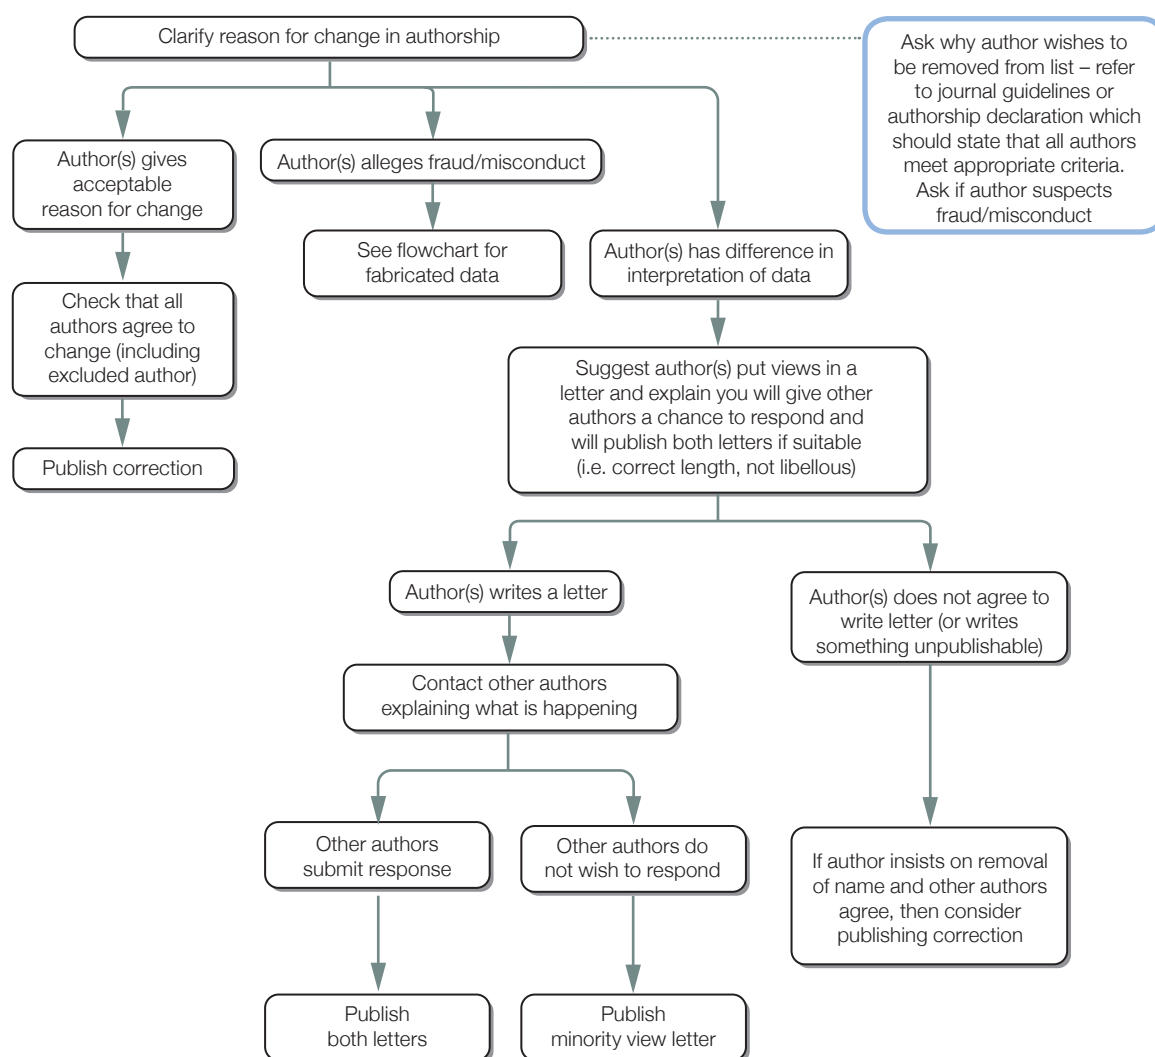 Clarify reason for change in authorship
Ask why author wishes to
be removed from list – refer
to journal guidelines or
authorship declaration which
should state that all authors
meet appropriate criteria.
Ask if author suspects
fraud/misconduct
Author(s) gives
acceptable
reason for change
Author(s) alleges fraud/misconduct
See flowchart for
fabricated data
Author(s) has difference in
interpretation of data
Check that all
authors agree to
change (including
excluded author)
Publish correction
Suggest author(s) put views in a
letter and explain you will give other
authors a chance to respond and
will publish both letters if suitable
(i.e. correct length, not libellous)
Author(s) writes a letter
Author(s) does not agree to
write letter (or writes
something unpublishable)
Contact other authors
explaining what is happening
Other authors
submit response
Other authors do
not wish to respond
If author insists on removal
of name and other authors
agree, then consider
publishing correction
Publish
both letters
Publish
minority view letter